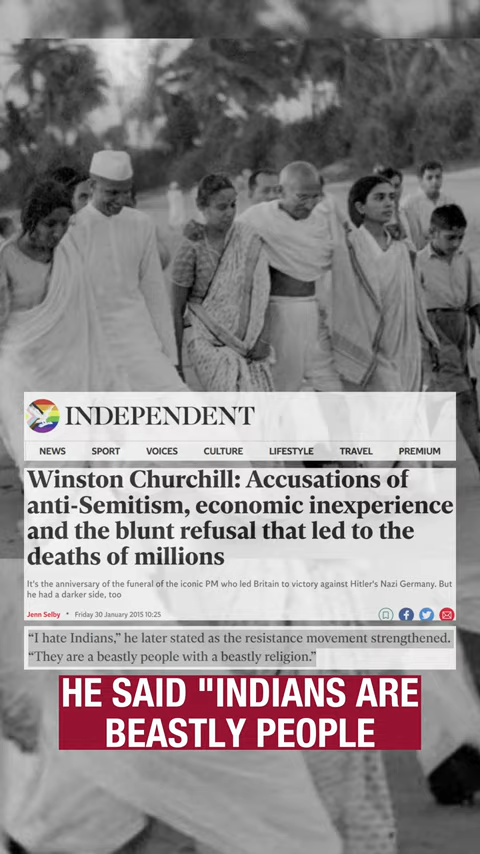 INDEPENDENT
NEWS SPORT VOICES CULTURE LIFESTYLE TRAVEL PREMIUM
Winston Churchill: Accusations of
anti-Semitism, economic inexperience
and the blunt refusal that led to the
deaths of millions
It's the anniversary of the funeral of the iconic PM who led Britain to victory against Hitler's Nazi Germany. But
he had a darker side, too
Jenn Selby • Friday 30 January 2015 10:25
“I hate Indians,” he later stated as the resistance movement strengthened.
“They are a beastly people with a beastly religion.”
HE SAID "INDIANS ARE
BEASTLY PEOPLE